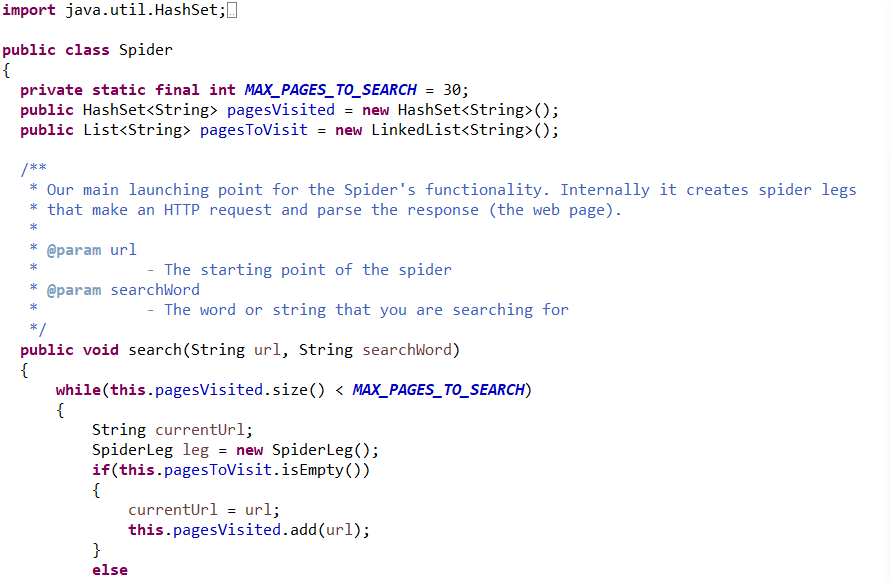 import java.util.HashSet;
public class Spider
{
private static final int MAX_PAGES_TO_SEARCH = 30;
public HashSet<String> pagesVisited = new HashSet<String>();
public List<String> pagesToVisit = new LinkedList<String>();
/**
* Our main launching point for the Spider's functionality. Internally it creates spider legs
* that make an HTTP request and parse the response (the web page).
*
* @param url
* - The starting point of the spider
* @param searchWord
* - The word or string that you are searching for
*/
public void search(String url, String searchWord)
{
while(this.pagesVisited.size() < MAX_PAGES_TO_SEARCH)
{
String currentUrl;
SpiderLeg leg = new SpiderLeg();
if(this.pagesToVisit.isEmpty())
{
currentUrl = url;
this.pagesVisited.add(url);
}
else